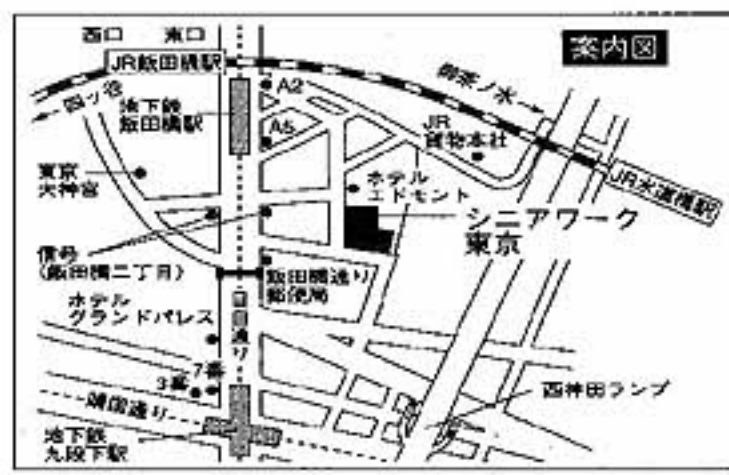 案内図
西口 東口
JR飯田橋駅
四ッ谷
地下鉄
飯田橋駅
A2
A5
御茶ノ水
JR
貨物本社
JR水道橋駅
東京
大神宮
ホテル
エドモント
シニアワーク
東京
信号
(飯田橋二丁目)
飯田橋通り
郵便局
ホテル
グランドパレス
目白通り
7番
3番
靖国通り
地下鉄
九段下駅
西神田ランプ